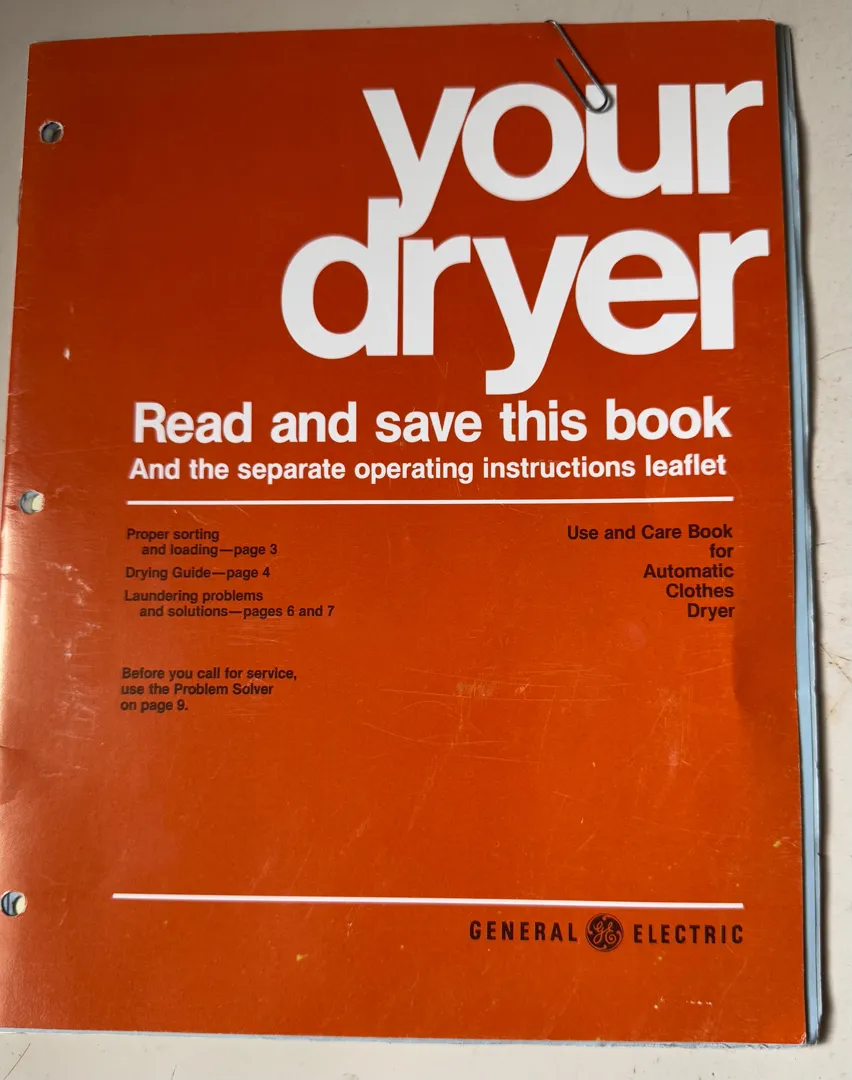 your
dryer
Read and save this book
And the separate operating instructions leaflet
Proper sorting
and loading—page 3
Drying Guide—page 4
Laundering problems
and solutions—pages 6 and 7
Use and Care Book
for
Automatic
Clothes
Dryer
Before you call for service,
use the Problem Solver
on page 9.
GENERAL GE ELECTRIC